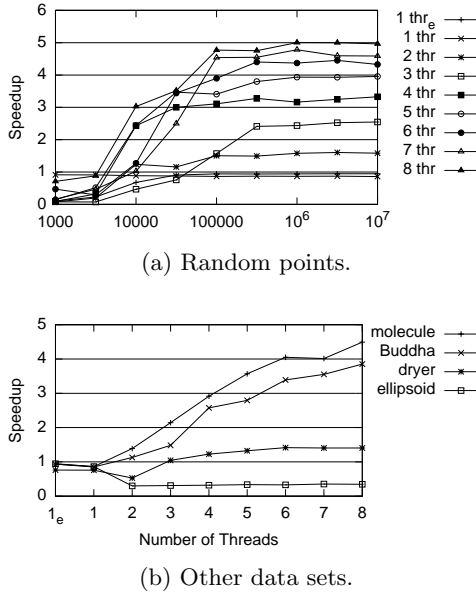 6
5
4
3
2
1
0
Speedup
1000 10000 100000 10^6 10^7
1 thr_e
1 thr
2 thr
3 thr
4 thr
5 thr
6 thr
7 thr
8 thr
(a) Random points.
5
4
3
2
1
0
Speedup
1_e 1 2 3 4 5 6 7 8
Number of Threads
molecule
Buddha
dryer
ellipsoid
(b) Other data sets.